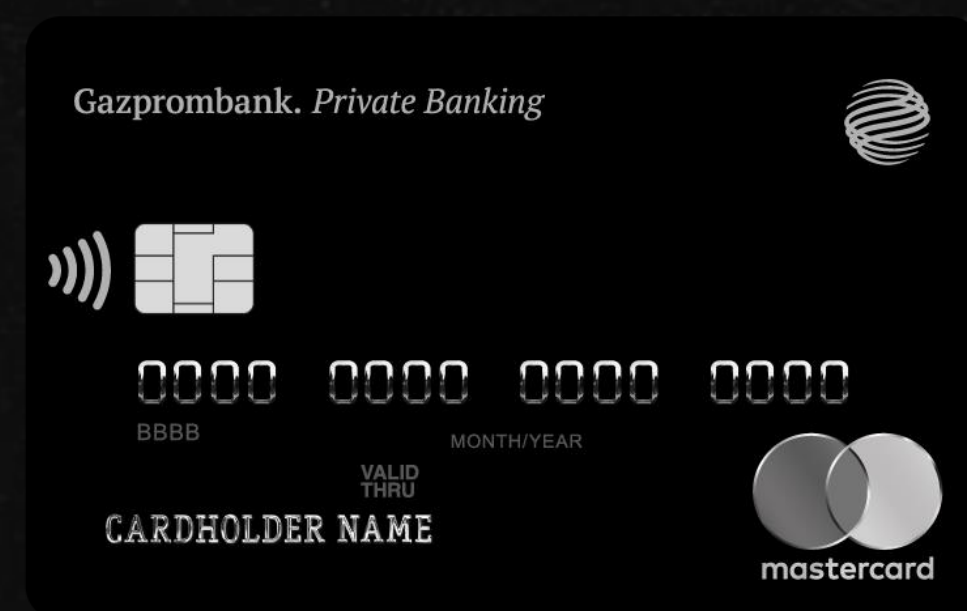 Gazprombank. Private Banking
0000 0000 0000 0000
BBBB
MONTH/YEAR
VALID
THRU
CARDHOLDER NAME
mastercard